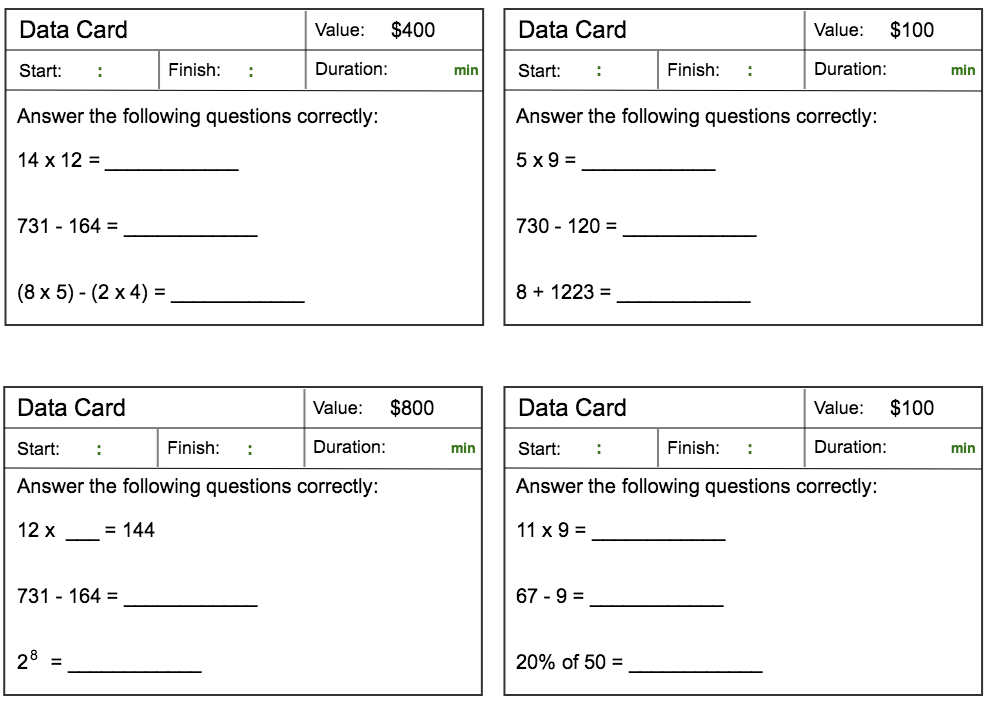 Data Card Value: $400
Start: : Finish: : Duration: min
Answer the following questions correctly:
14 x 12 = ____________
731 - 164 = ____________
(8 x 5) - (2 x 4) = ____________
Data Card Value: $100
Start: : Finish: : Duration: min
Answer the following questions correctly:
5 x 9 = ____________
730 - 120 = ____________
8 + 1223 = ____________
Data Card Value: $800
Start: : Finish: : Duration: min
Answer the following questions correctly:
12 x ___ = 144
731 - 164 = ____________
2⁸ = ____________
Data Card Value: $100
Start: : Finish: : Duration: min
Answer the following questions correctly:
11 x 9 = ____________
67 - 9 = ____________
20% of 50 = ____________